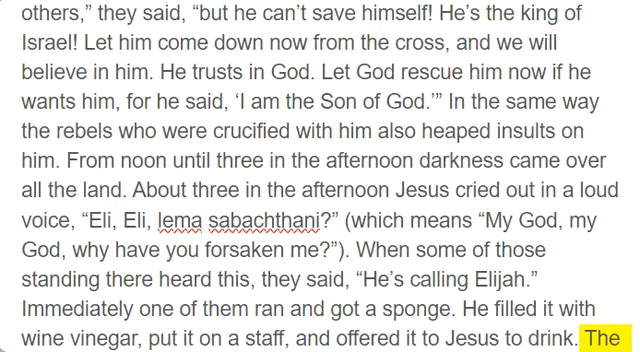 others,” they said, “but he can’t save himself! He’s the king of
Israel! Let him come down now from the cross, and we will
believe in him. He trusts in God. Let God rescue him now if he
wants him, for he said, ‘I am the Son of God.’” In the same way
the rebels who were crucified with him also heaped insults on
him. From noon until three in the afternoon darkness came over
all the land. About three in the afternoon Jesus cried out in a loud
voice, “Eli, Eli, lema sabachthani?” (which means “My God, my
God, why have you forsaken me?”). When some of those
standing there heard this, they said, “He’s calling Elijah.”
Immediately one of them ran and got a sponge. He filled it with
wine vinegar, put it on a staff, and offered it to Jesus to drink. The